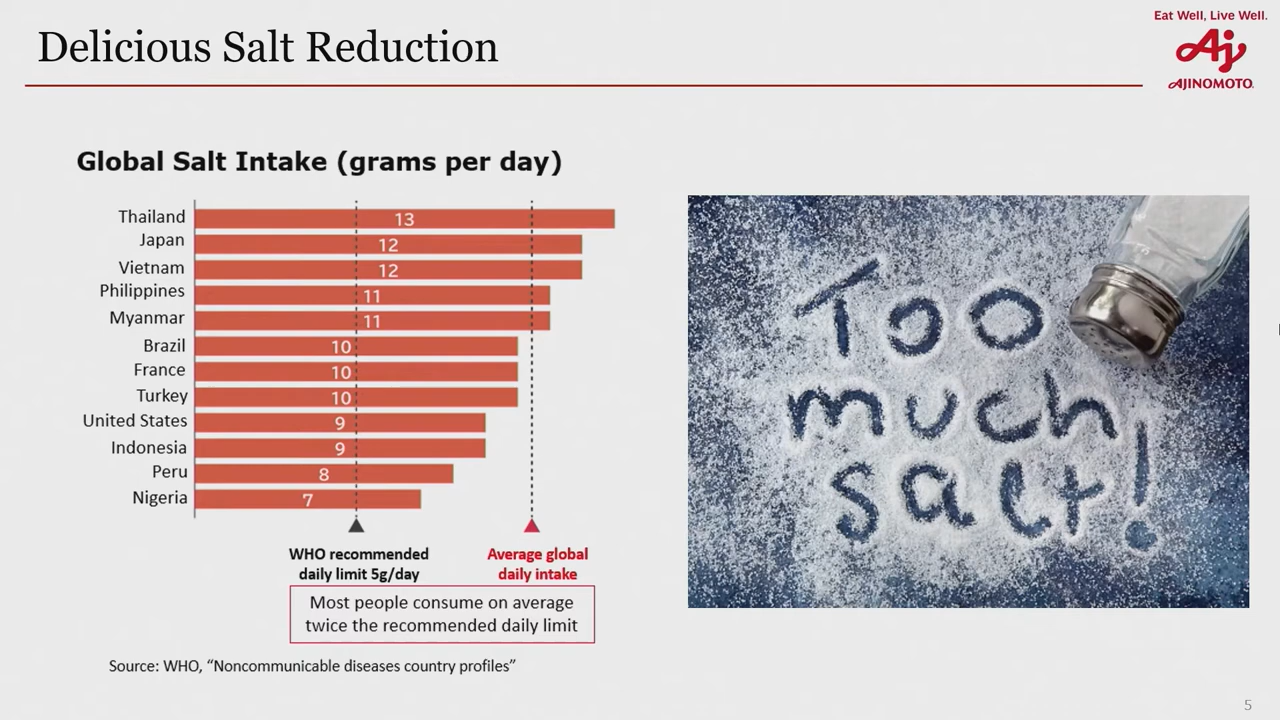 Eat Well, Live Well.
Delicious Salt Reduction
AJINOMOTO
Global Salt Intake (grams per day)
Thailand 13
Japan 12
Vietnam 12
Philippines 11
Myanmar 11
Brazil 10
France 10
Turkey 10
United States 9
Indonesia 9
Peru 8
Nigeria 7
WHO recommended
daily limit 5g/day
Average global
daily intake
Most people consume on average
twice the recommended daily limit
Source: WHO, “Noncommunicable diseases country profiles”
Too
much
salt!
5